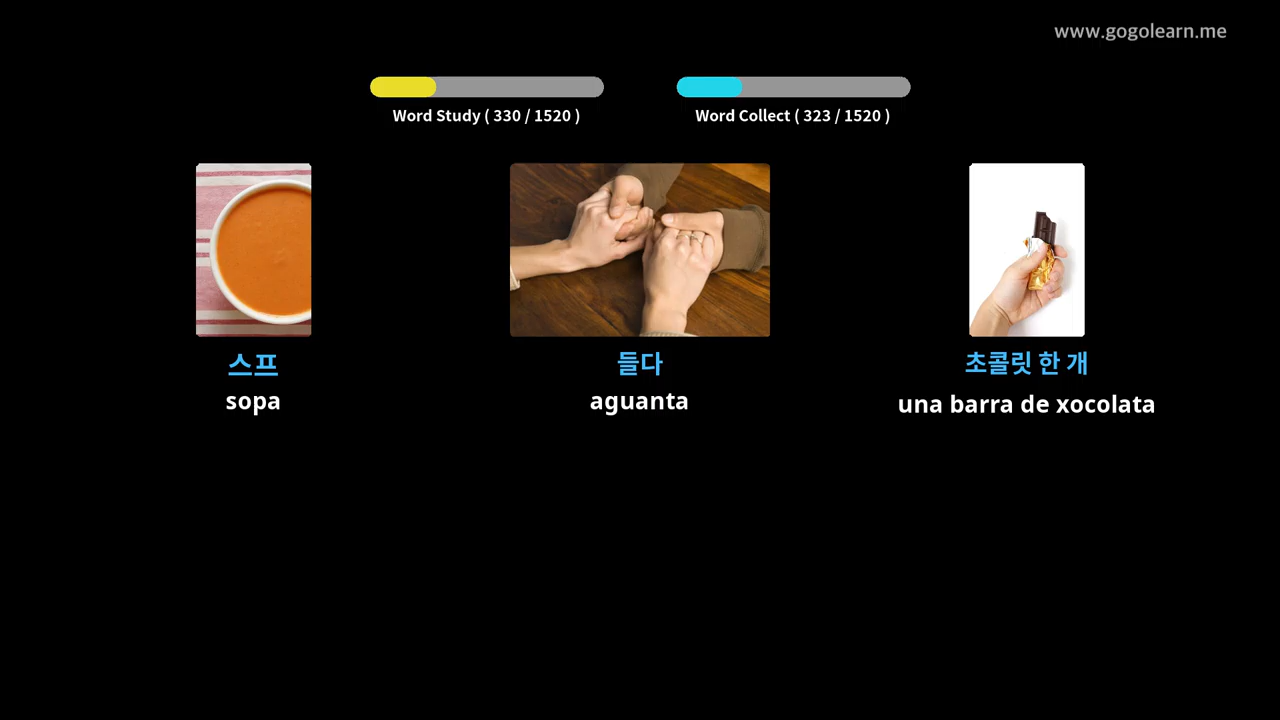 www.gogolearn.me
Word Study ( 330 / 1520 )
Word Collect ( 323 / 1520 )
스프
들다
초콜릿 한 개
sopa
aguanta
una barra de xocolata